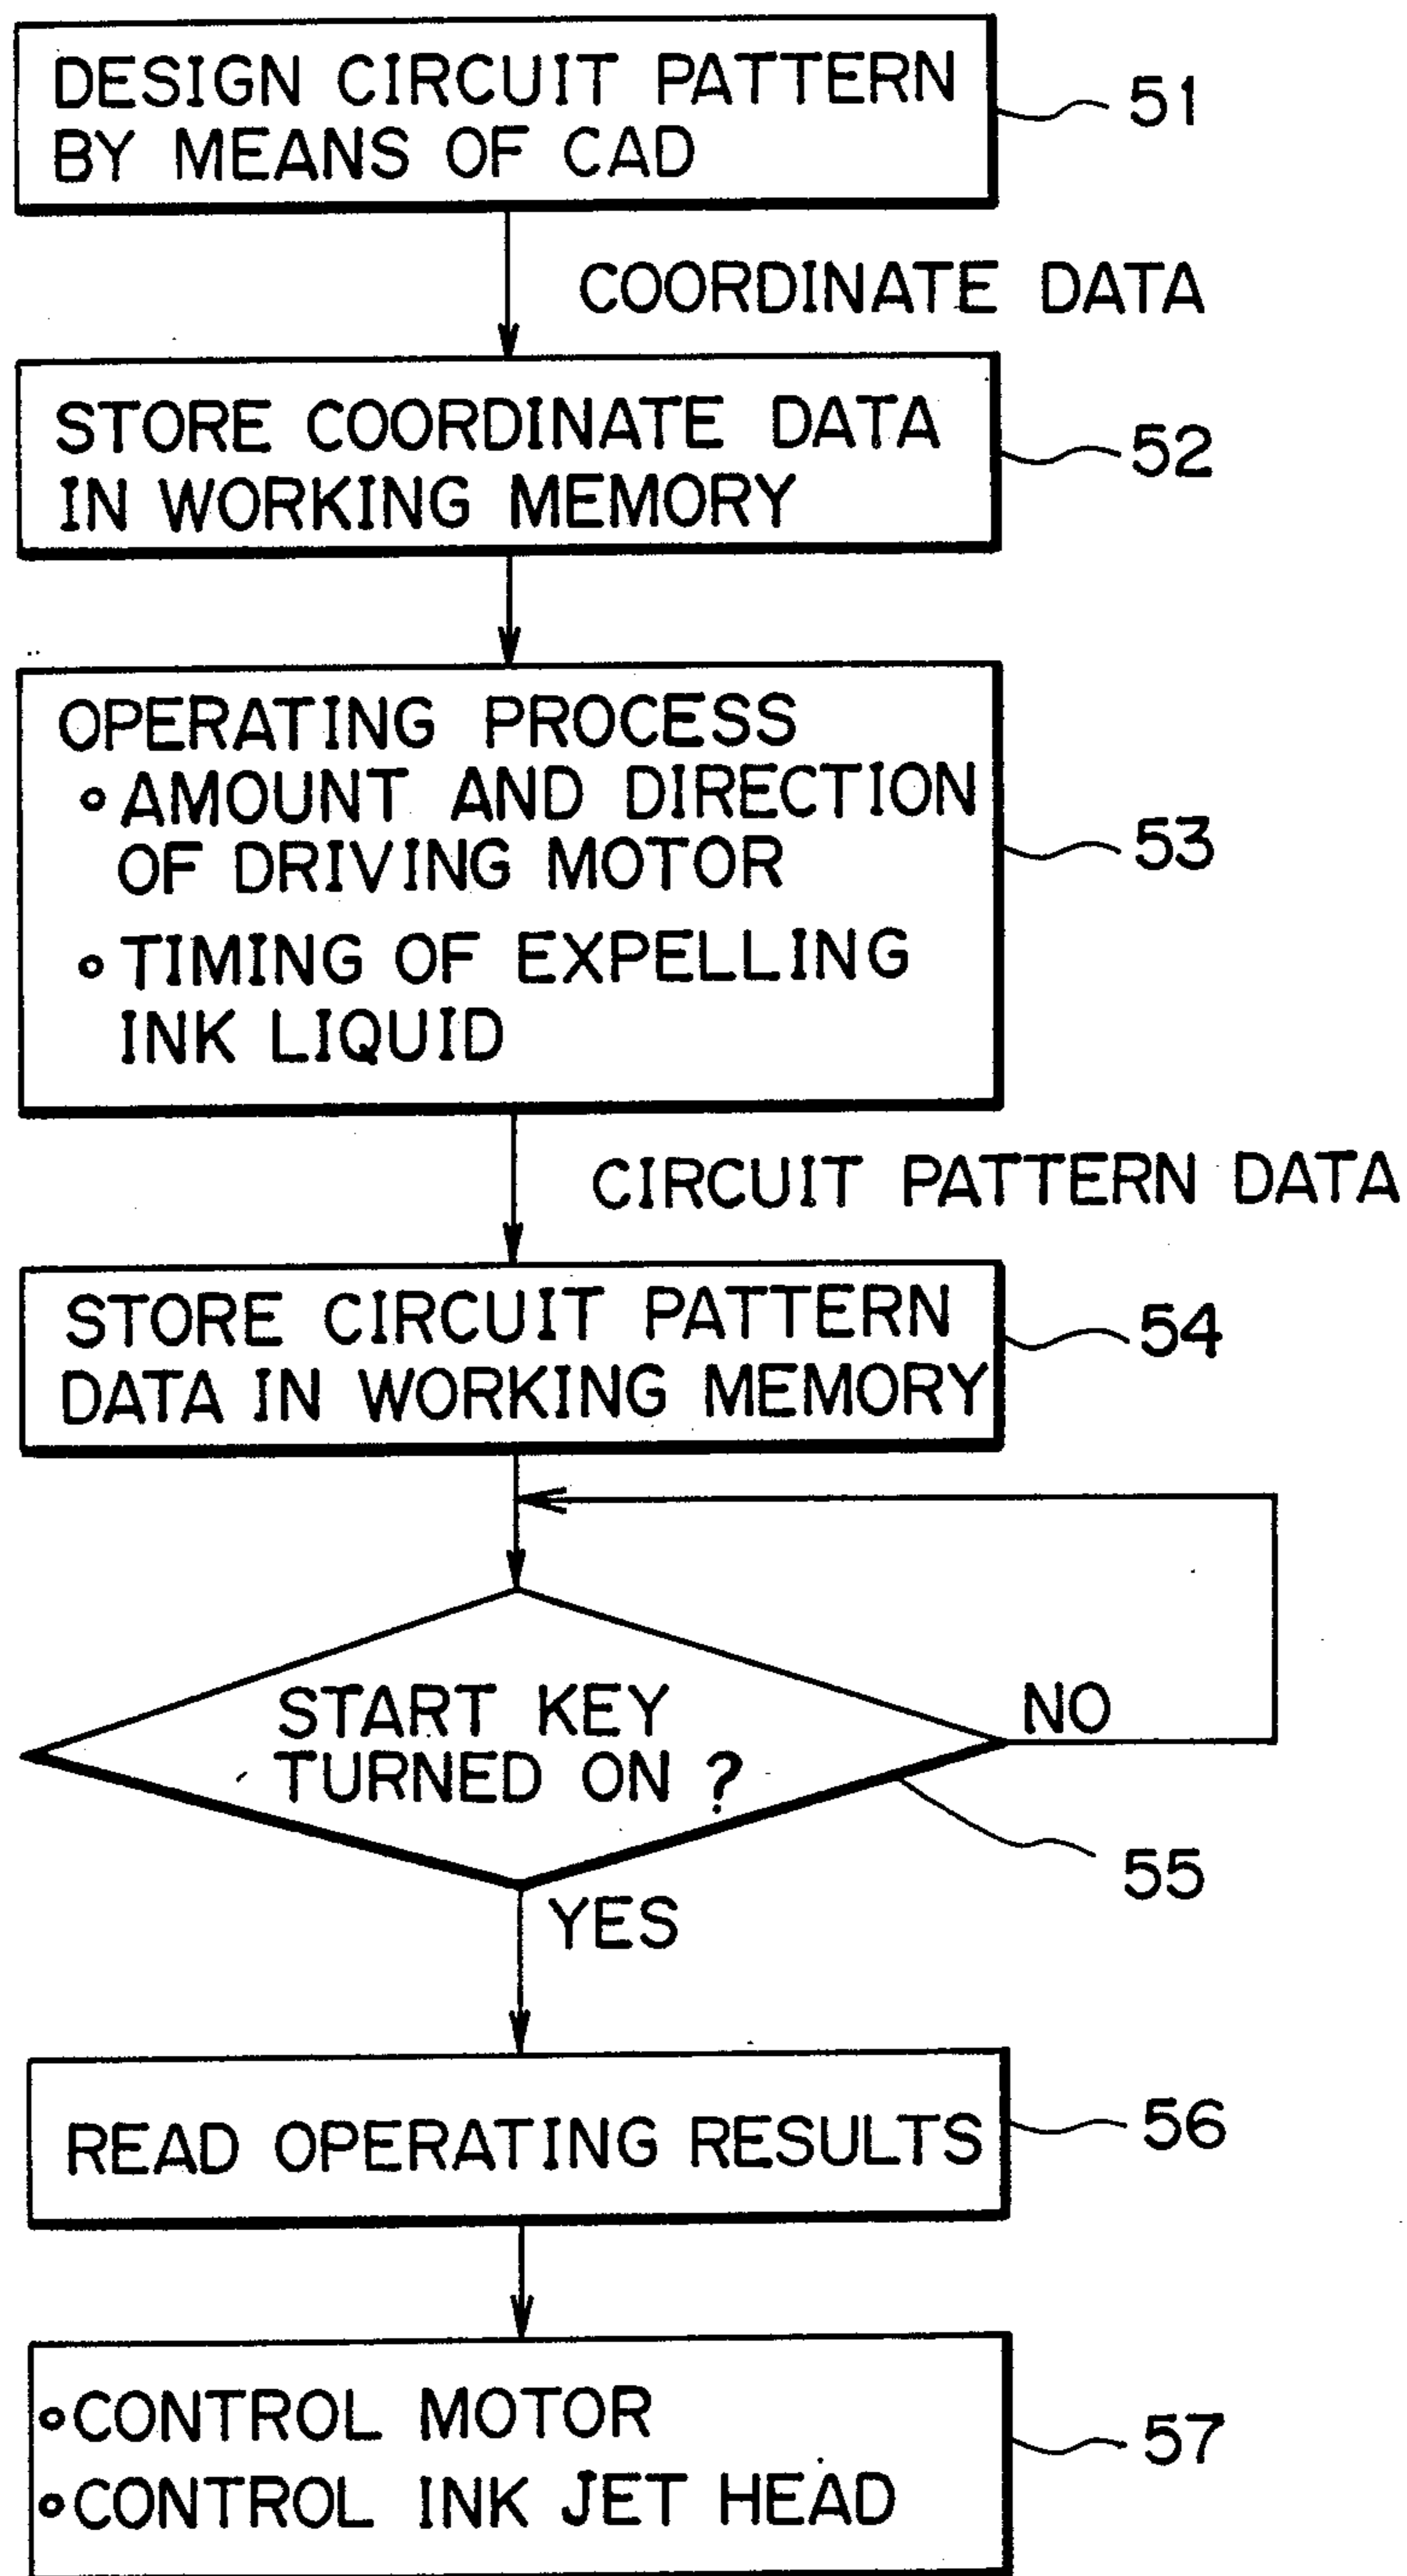 DESIGN CIRCUIT PATTERN
BY MEANS OF CAD
51
COORDINATE DATA
STORE COORDINATE DATA
IN WORKING MEMORY
52
OPERATING PROCESS
∘ AMOUNT AND DIRECTION
OF DRIVING MOTOR
∘ TIMING OF EXPELLING
INK LIQUID
53
CIRCUIT PATTERN DATA
STORE CIRCUIT PATTERN
DATA IN WORKING MEMORY
54
START KEY
TURNED ON ?
NO
55
YES
READ OPERATING RESULTS
56
∘ CONTROL MOTOR
∘ CONTROL INK JET HEAD
57